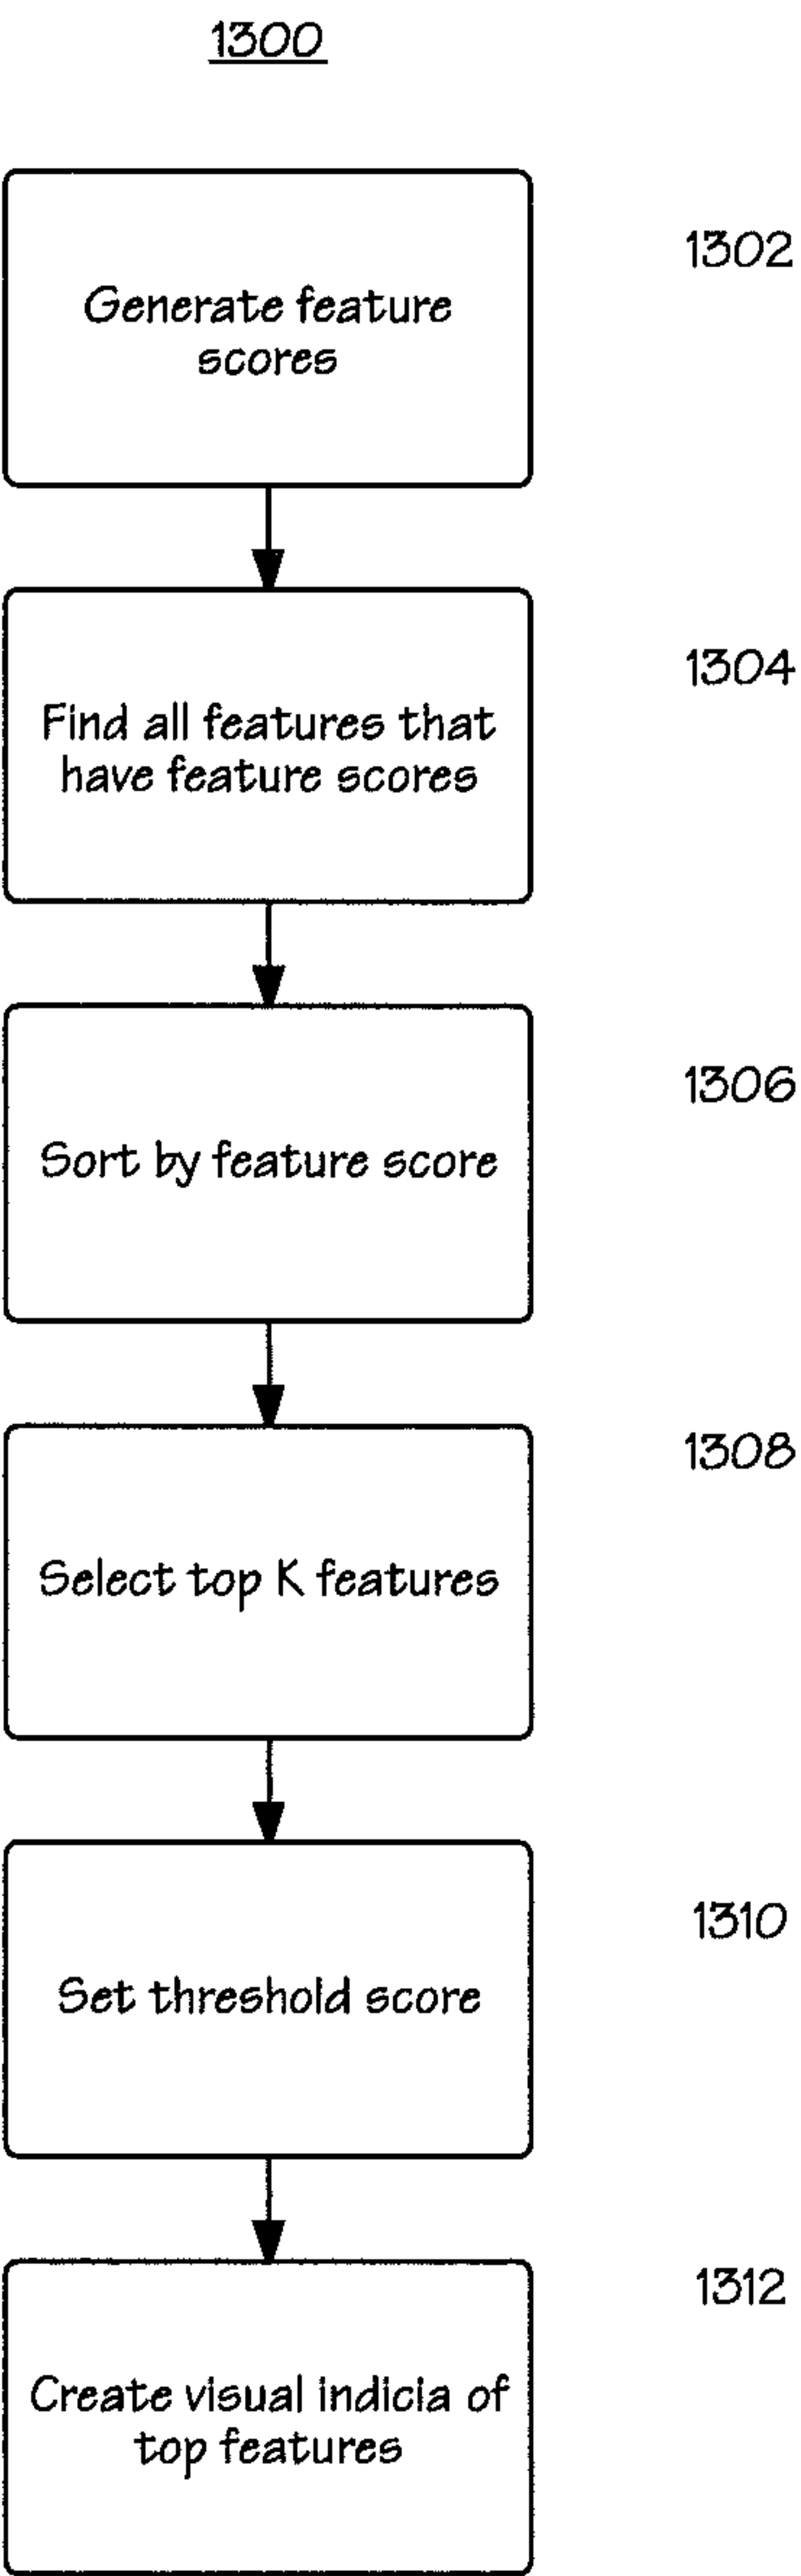 1300
1302
Generate feature
scores
1304
Find all features that
have feature scores
1306
Sort by feature score
1308
Select top K features
1310
Set threshold score
1312
Create visual indicia of
top features